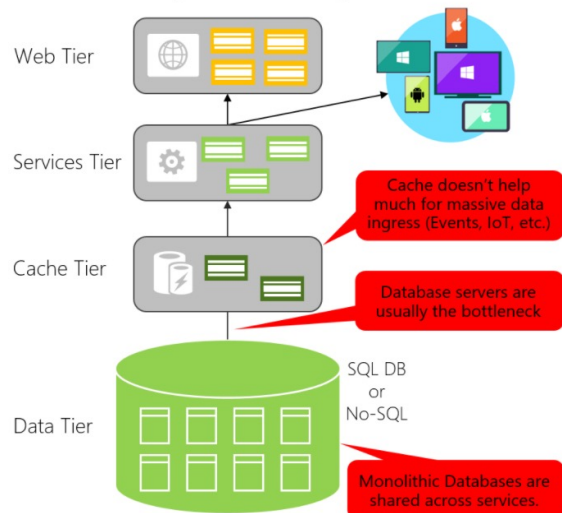 Web Tier
Services Tier
Cache doesn't help
much for massive data
ingress (Events, IoT, etc.)
Cache Tier
Database servers are
usually the bottleneck
SQL DB
or
No-SQL
Data Tier
Monolithic Databases are
shared across services.